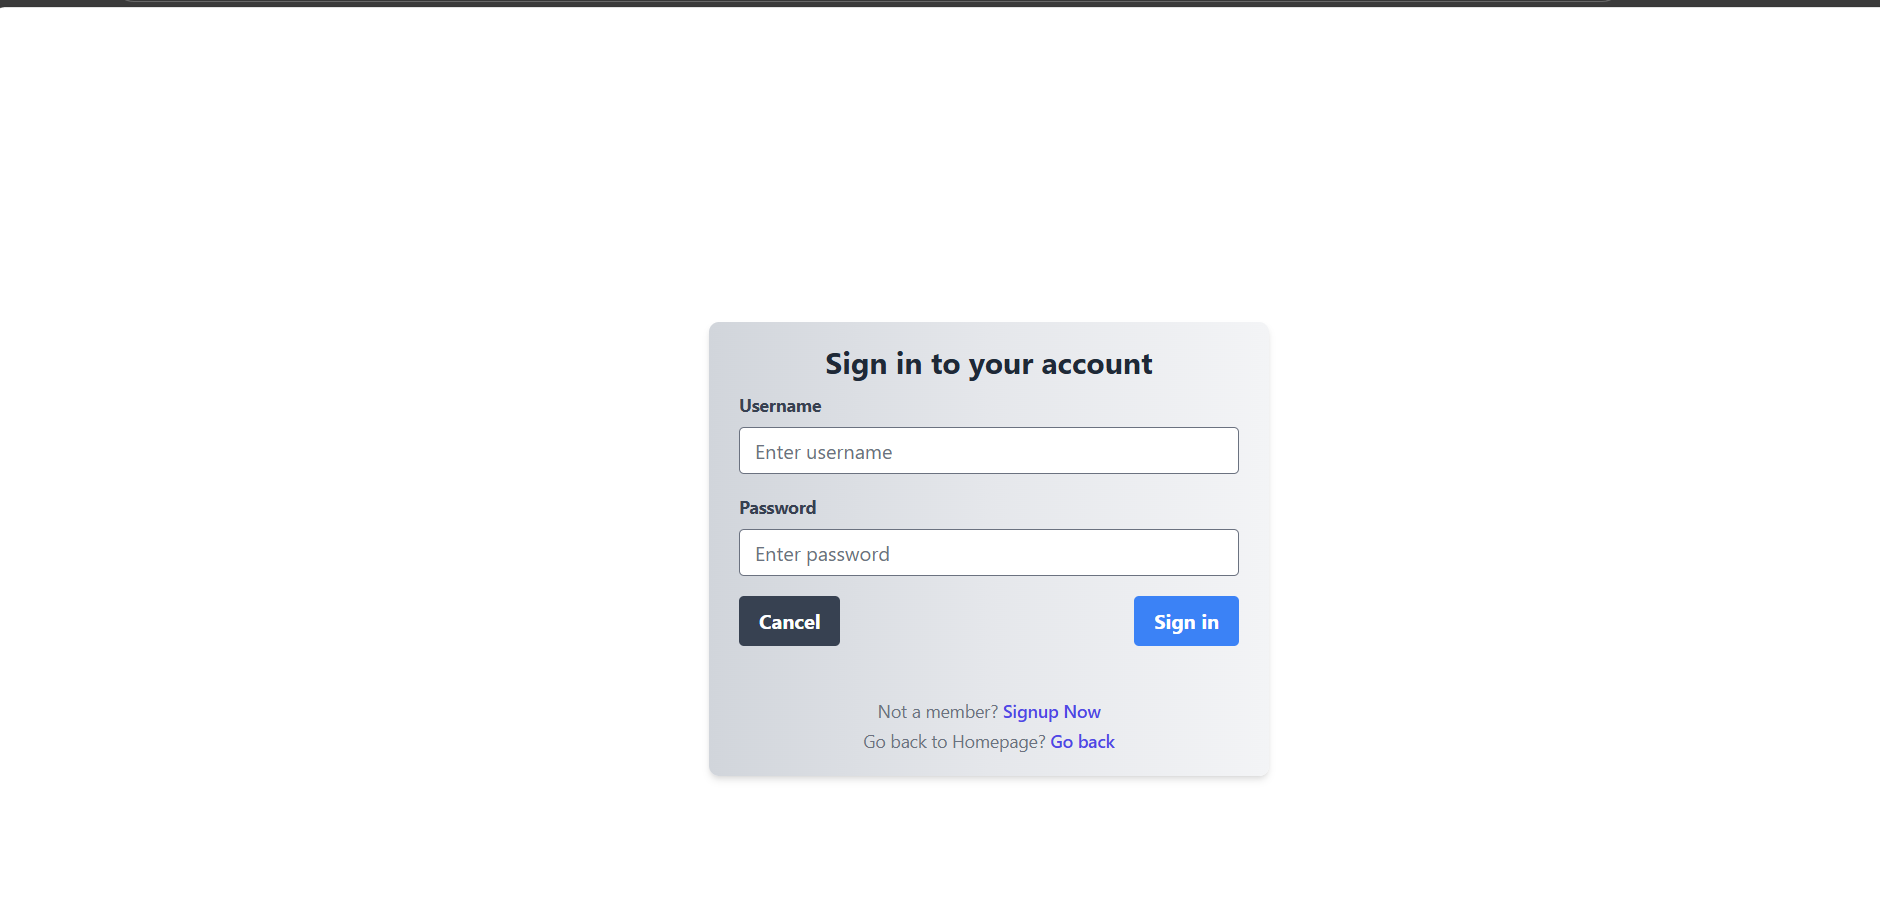 Sign in to your account
Username
Enter username
Password
Enter password
Cancel Sign in
Not a member? Signup Now
Go back to Homepage? Go back